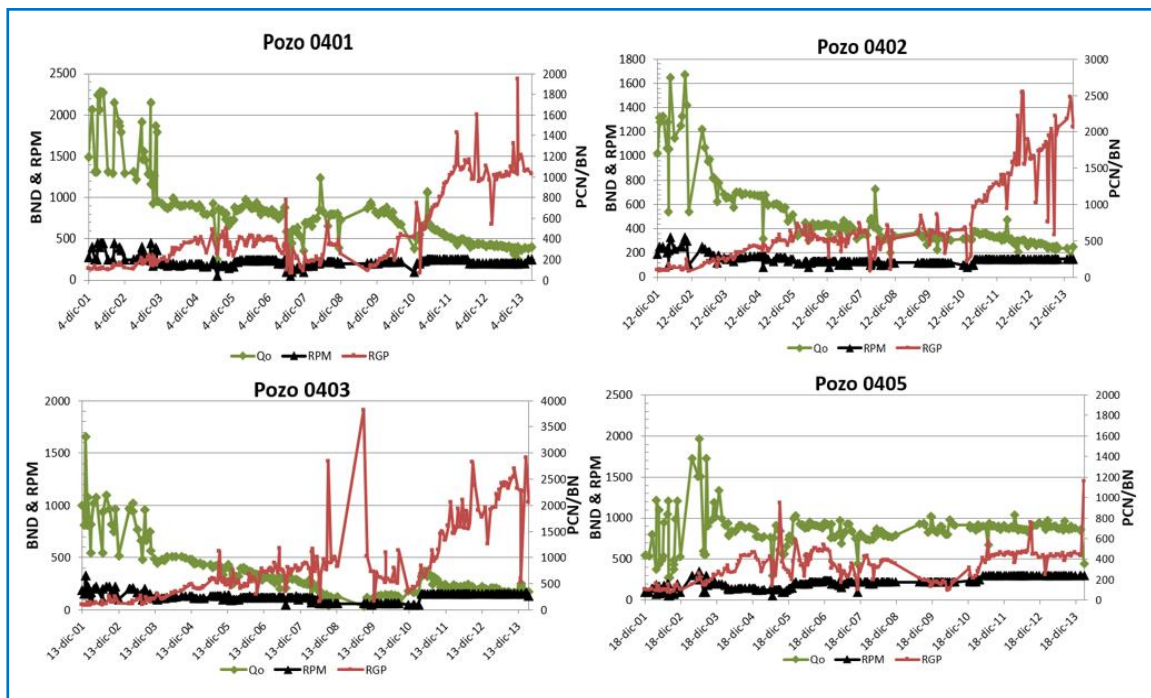 Pozo 0401
BND & RPM
2500
2000
1500
1000
500
0
2000
1800
1600
1400
1200
1000
800
600
400
200
0
PCN/BN
4-dic-01
4-dic-02
4-dic-03
4-dic-04
4-dic-05
4-dic-06
4-dic-07
4-dic-08
4-dic-09
4-dic-10
4-dic-11
4-dic-12
4-dic-13
Qo RPM RGP
Pozo 0402
BND & RPM
1800
1600
1400
1200
1000
800
600
400
200
0
3000
2500
2000
1500
1000
500
0
PCN/BN
12-dic-01
12-dic-02
12-dic-03
12-dic-04
12-dic-05
12-dic-06
12-dic-07
12-dic-08
12-dic-09
12-dic-10
12-dic-11
12-dic-12
12-dic-13
Qo RPM RGP
Pozo 0403
BND & RPM
2000
1500
1000
500
0
4000
3500
3000
2500
2000
1500
1000
500
0
PCN/BN
13-dic-01
13-dic-02
13-dic-03
13-dic-04
13-dic-05
13-dic-06
13-dic-07
13-dic-08
13-dic-09
13-dic-10
13-dic-11
13-dic-12
13-dic-13
Qo RPM RGP
Pozo 0405
BND & RPM
2500
2000
1500
1000
500
0
2000
1800
1600
1400
1200
1000
800
600
400
200
0
PCN/BN
18-dic-01
18-dic-02
18-dic-03
18-dic-04
18-dic-05
18-dic-06
18-dic-07
18-dic-08
18-dic-09
18-dic-10
18-dic-11
18-dic-12
18-dic-13
Qo RPM RGP